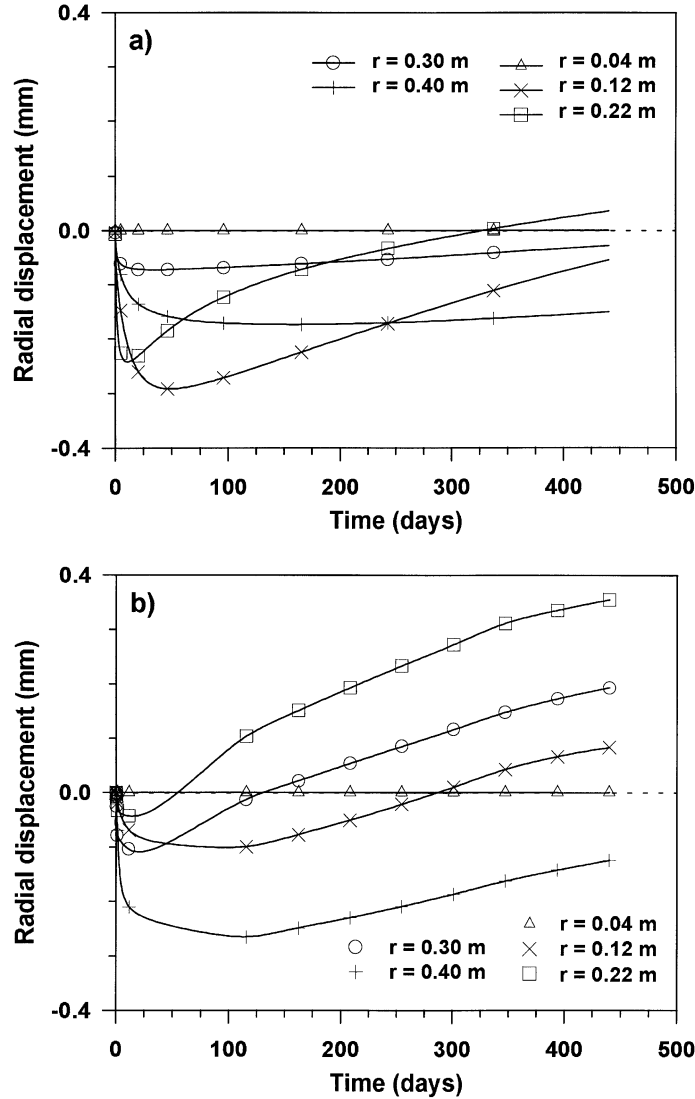 0.4
a)
r = 0.30 m
r = 0.04 m
r = 0.40 m
r = 0.12 m
r = 0.22 m
Radial displacement (mm)
0.0
-0.4
0 100 200 300 400 500
Time (days)
0.4
b)
Radial displacement (mm)
0.0
r = 0.04 m
r = 0.30 m
r = 0.12 m
r = 0.40 m
r = 0.22 m
-0.4
0 100 200 300 400 500
Time (days)